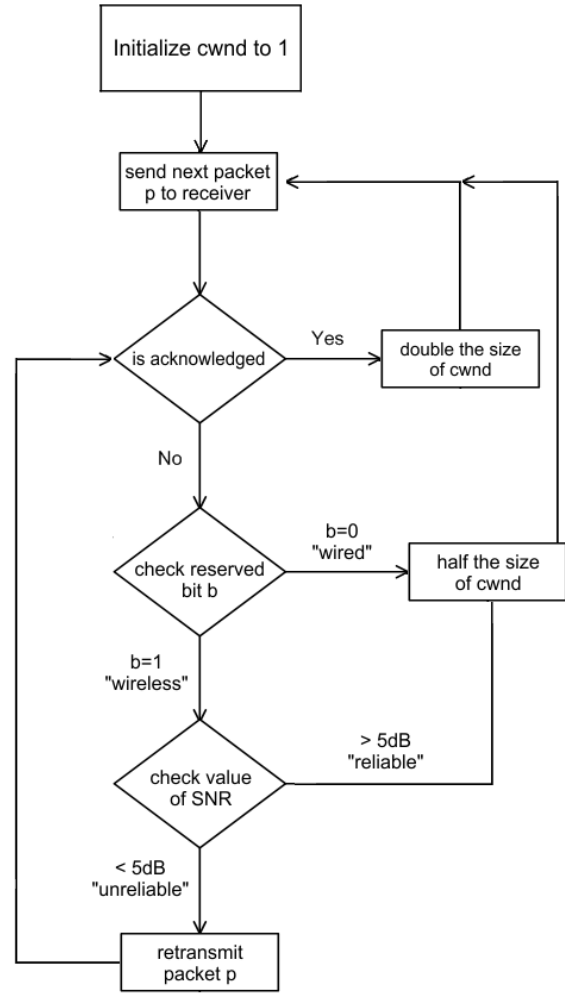 Initialize cwnd to 1
send next packet
p to receiver
is acknowledged
Yes
double the size
of cwnd
No
check reserved
bit b
b=0
"wired"
half the size
of cwnd
b=1
"wireless"
check value
of SNR
> 5dB
"reliable"
< 5dB
"unreliable"
retransmit
packet p